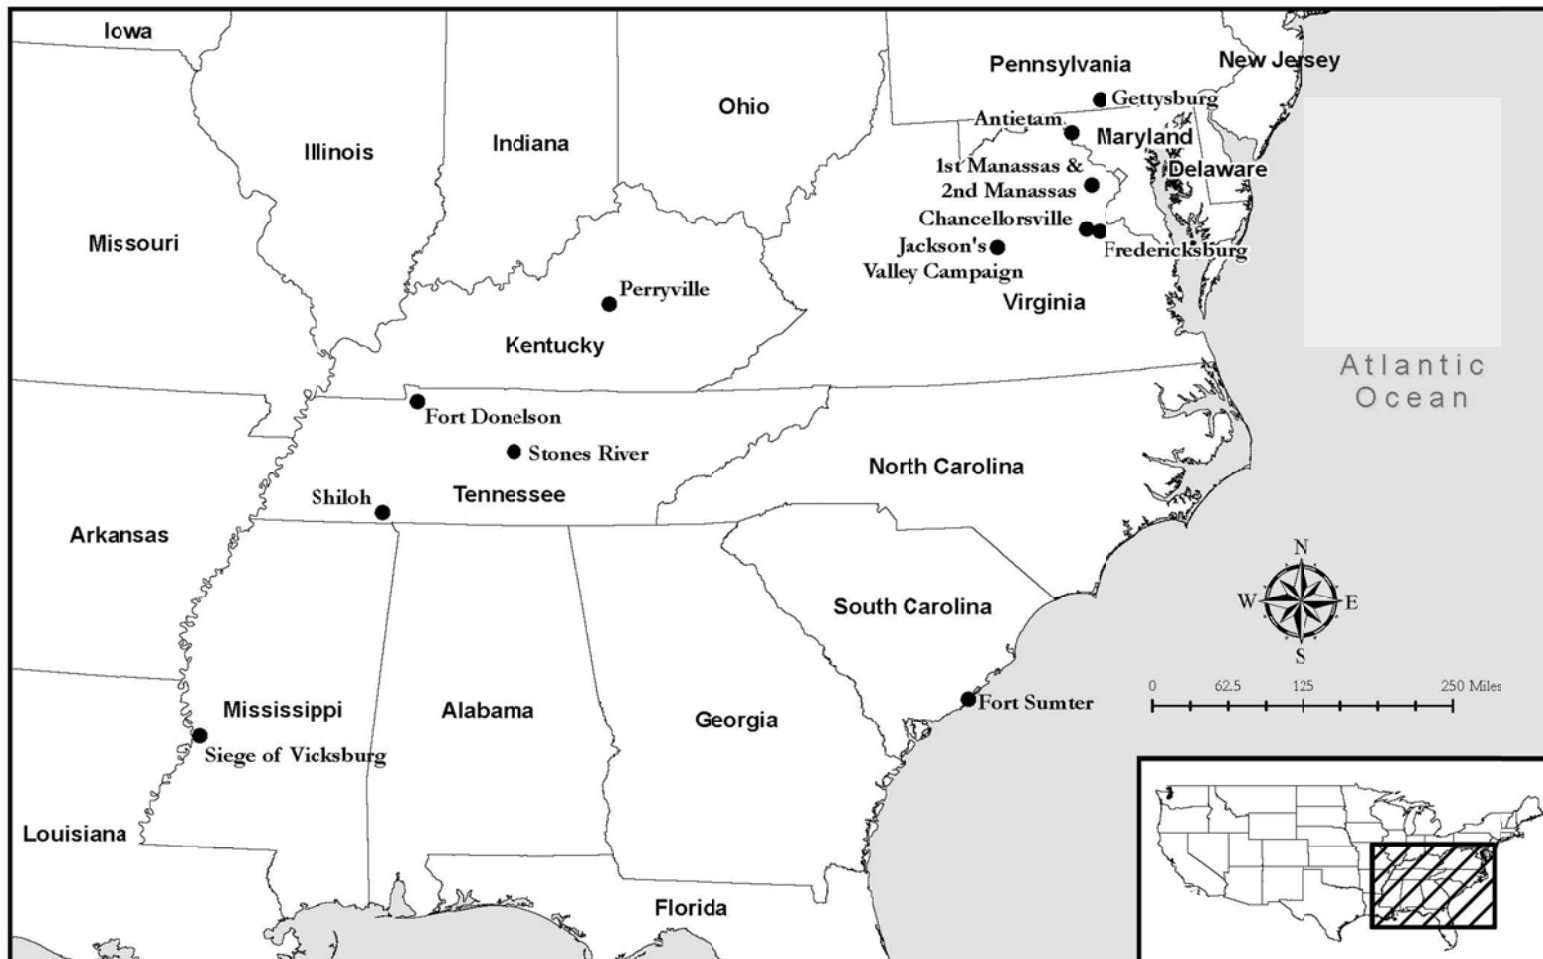 Iowa
Pennsylvania
New Jersey
Ohio
Gettysburg
Antietam
Maryland
Illinois
Indiana
1st Manassas &
2nd Manassas
Delaware
Chancellorsville
Missouri
Jackson's
Valley Campaign
Fredericksburg
Perryville
Virginia
Kentucky
Atlantic
Ocean
Fort Donelson
Stones River
North Carolina
Shiloh
Tennessee
Arkansas
N
W
E
S
South Carolina
0 62.5 125 250 Miles
Fort Sumter
Mississippi
Alabama
Georgia
Siege of Vicksburg
Louisiana
Florida